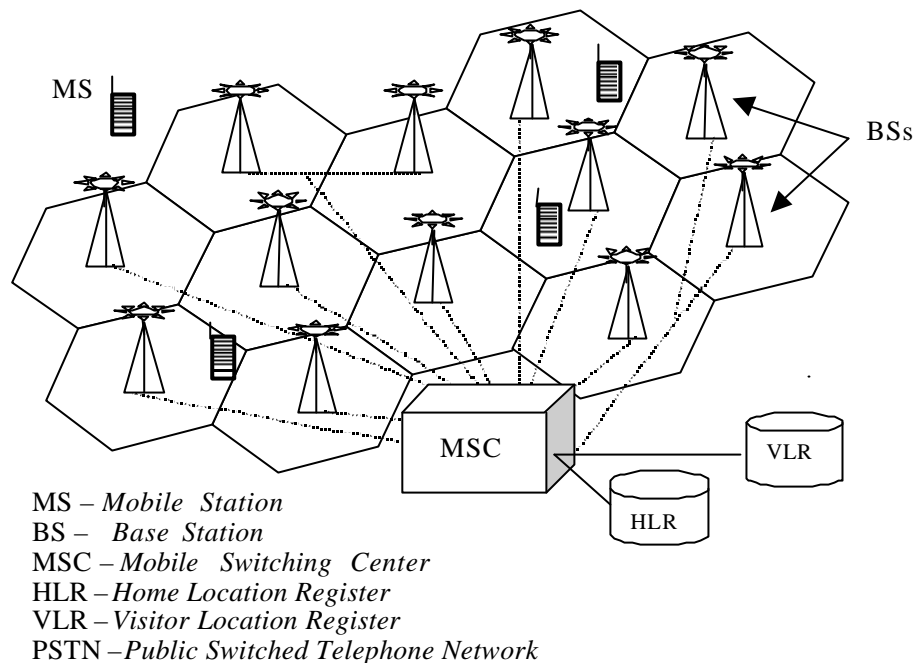 MS
BSs
MSC
VLR
HLR
MS – Mobile Station
BS – Base Station
MSC – Mobile Switching Center
HLR – Home Location Register
VLR – Visitor Location Register
PSTN – Public Switched Telephone Network